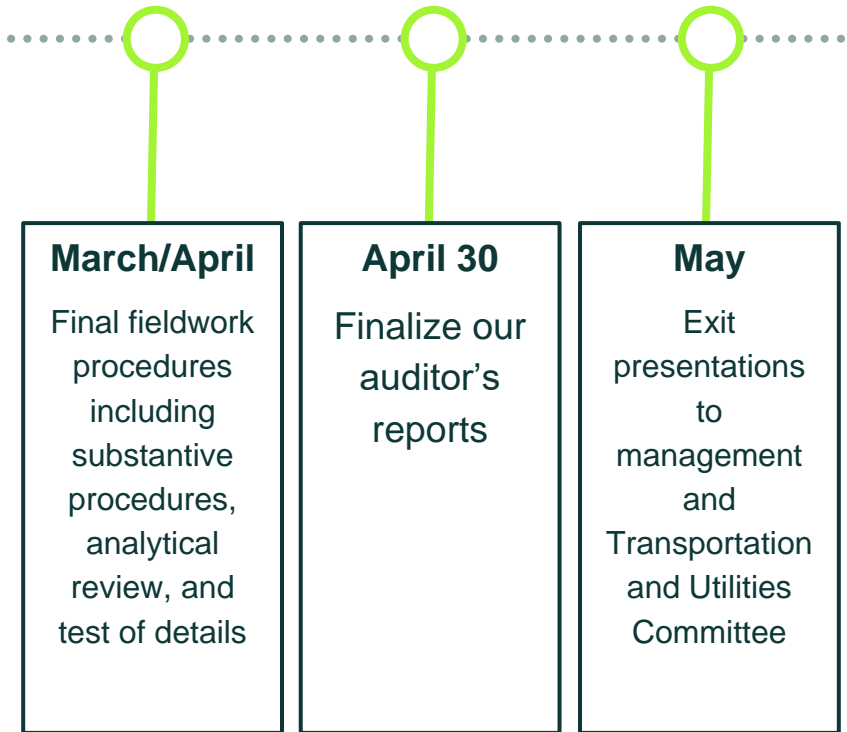 March/April
Final fieldwork
procedures
including
substantive
procedures,
analytical
review, and
test of details
April 30
Finalize our
auditor’s
reports
May
Exit
presentations
to
management
and
Transportation
and Utilities
Committee